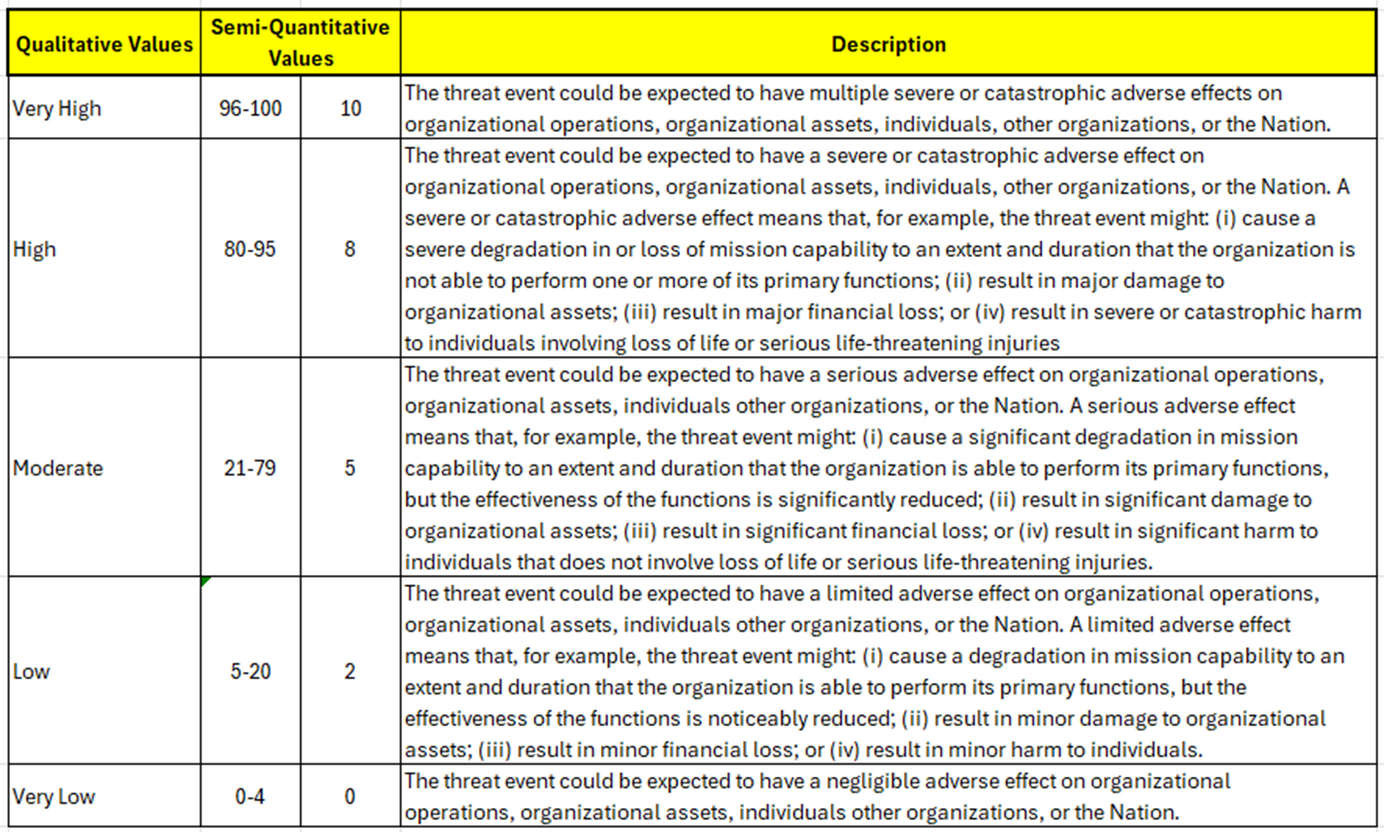 Qualitative Values
Semi-Quantitative
Values
Description
Very High
96-100
10
The threat event could be expected to have multiple severe or catastrophic adverse effects on
organizational operations, organizational assets, individuals, other organizations, or the Nation.
High
80-95
8
The threat event could be expected to have a severe or catastrophic adverse effect on
organizational operations, organizational assets, individuals, other organizations, or the Nation. A
severe or catastrophic adverse effect means that, for example, the threat event might: (i) cause a
severe degradation in or loss of mission capability to an extent and duration that the organization is
not able to perform one or more of its primary functions; (ii) result in major damage to
organizational assets; (iii) result in major financial loss; or (iv) result in severe or catastrophic harm
to individuals involving loss of life or serious life-threatening injuries
Moderate
21-79
5
The threat event could be expected to have a serious adverse effect on organizational operations,
organizational assets, individuals other organizations, or the Nation. A serious adverse effect
means that, for example, the threat event might: (i) cause a significant degradation in mission
capability to an extent and duration that the organization is able to perform its primary functions,
but the effectiveness of the functions is significantly reduced; (ii) result in significant damage to
organizational assets; (iii) result in significant financial loss; or (iv) result in significant harm to
individuals that does not involve loss of life or serious life-threatening injuries.
Low
5-20
2
The threat event could be expected to have a limited adverse effect on organizational operations,
organizational assets, individuals other organizations, or the Nation. A limited adverse effect
means that, for example, the threat event might: (i) cause a degradation in mission capability to an
extent and duration that the organization is able to perform its primary functions, but the
effectiveness of the functions is noticeably reduced; (ii) result in minor damage to organizational
assets; (iii) result in minor financial loss; or (iv) result in minor harm to individuals.
Very Low
0-4
0
The threat event could be expected to have a negligible adverse effect on organizational
operations, organizational assets, individuals other organizations, or the Nation.